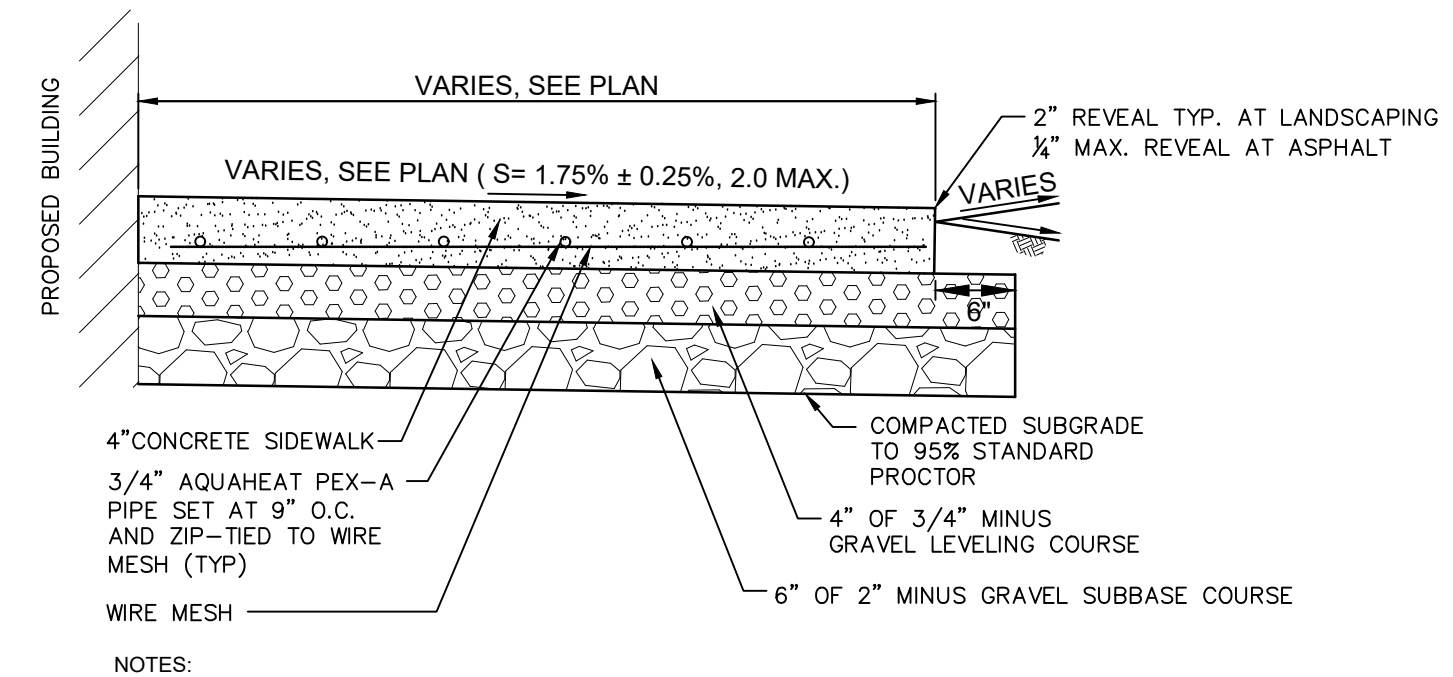 PROPOSED BUILDING
VARIES, SEE PLAN
2” REVEAL TYP. AT LANDSCAPING
¼” MAX. REVEAL AT ASPHALT
VARIES, SEE PLAN ( S= 1.75% ± 0.25%, 2.0 MAX.)
VARIES
6"
4”CONCRETE SIDEWALK
3/4” AQUAHEAT PEX–A
PIPE SET AT 9” O.C.
AND ZIP–TIED TO WIRE
MESH (TYP)
WIRE MESH
COMPACTED SUBGRADE
TO 95% STANDARD
PROCTOR
4” OF 3/4” MINUS
GRAVEL LEVELING COURSE
6” OF 2” MINUS GRAVEL SUBBASE COURSE
NOTES: